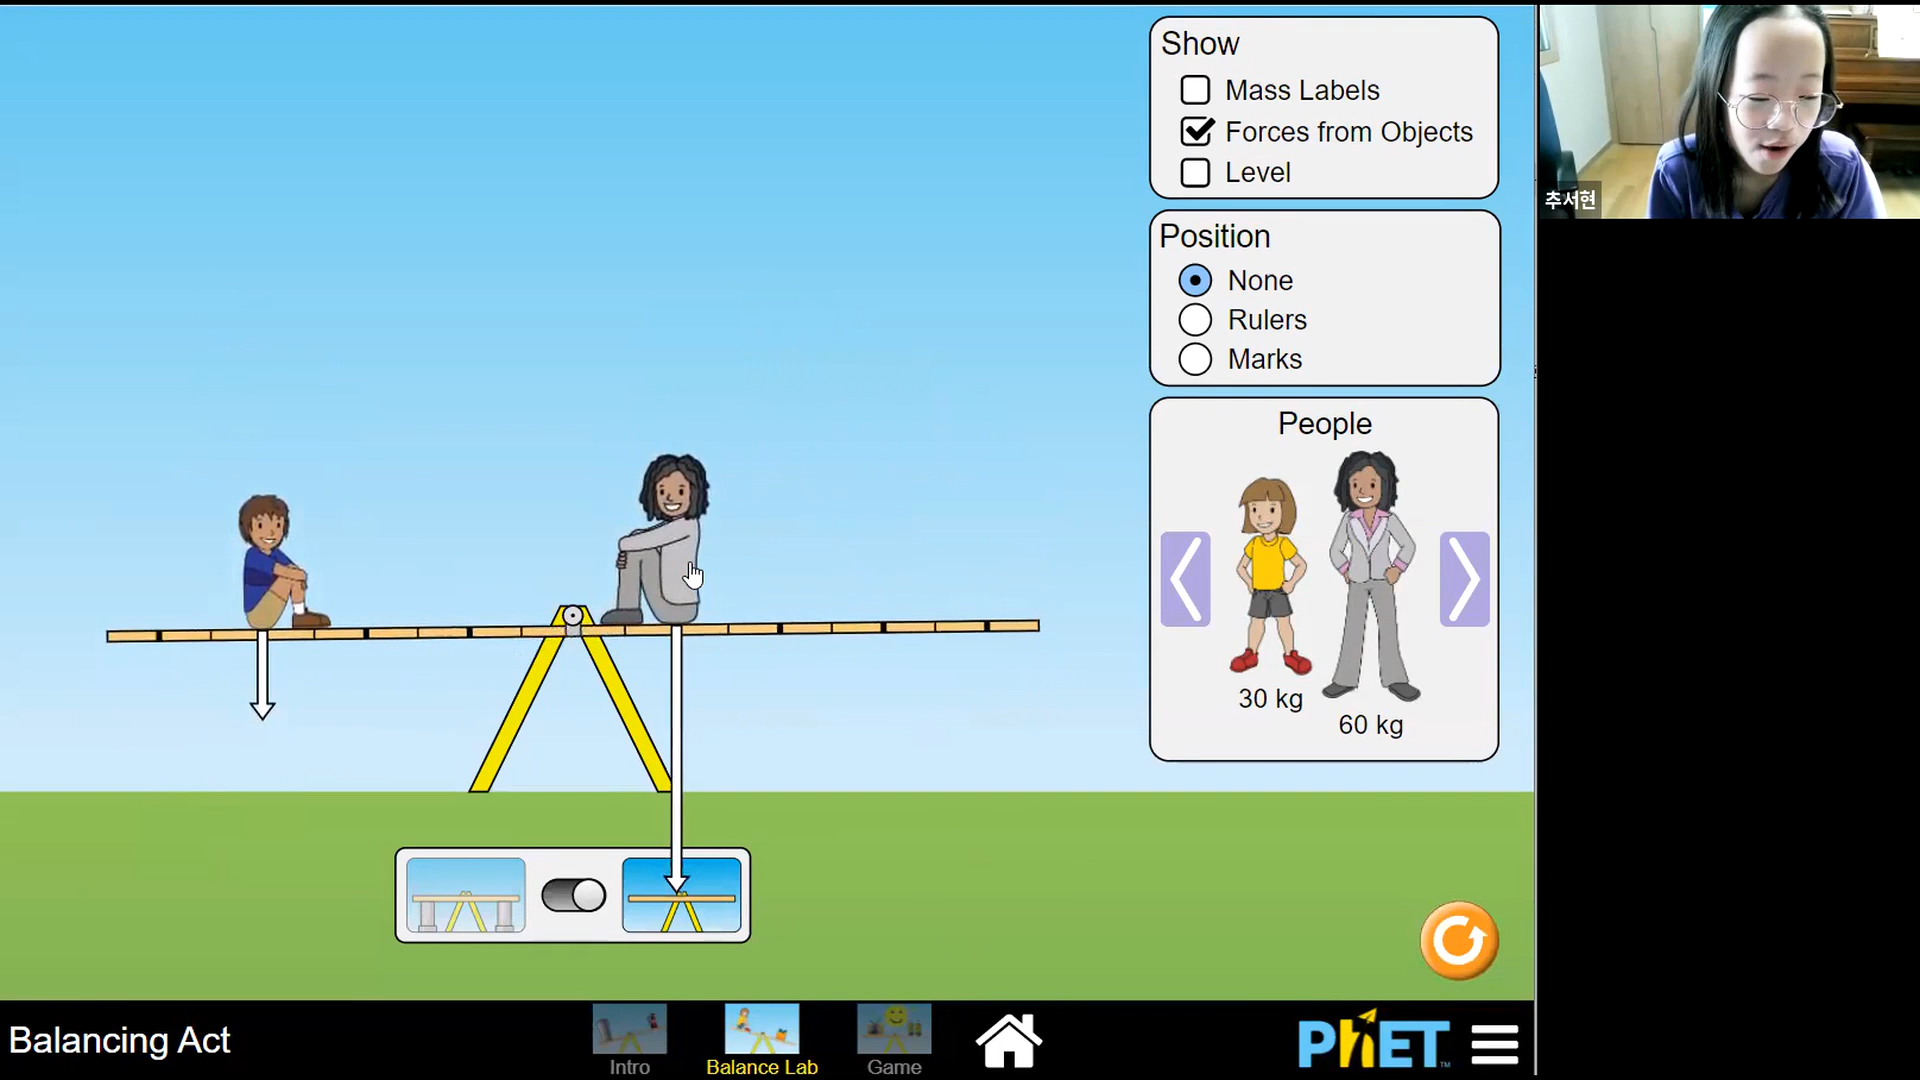 Show
Mass Labels
Forces from Objects
Level
Position
None
Rulers
Marks
People
30 kg
60 kg
추서현
Balancing Act
Intro
Balance Lab
Game
PhET